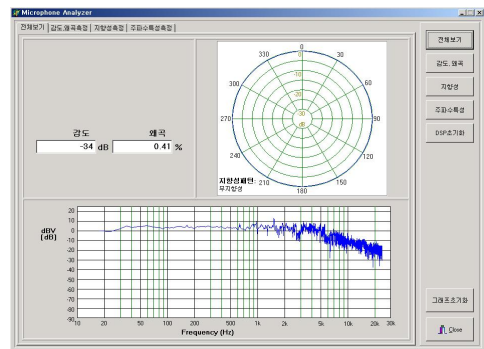 Microphone Analyzer
전체보기 감도,왜곡측정 지향성측정 주파수특성측정
감도 왜곡
-34 dB 0.41 %
0
330 30
300 60
270 90
240 120
210 150
180
0
-10
-20
-30
dB
지향성패턴:
무지향성
dBV
[dB]
20
10
0
-10
-20
-30
-40
-50
-60
-70
-80
-90
10 20 50 100 200 500 1k 2k 5k 10k 20k 30k
Frequency (Hz)
전체보기
감도, 왜곡
지향성
주파수특성
DSP초기화
그래프초기화
Close